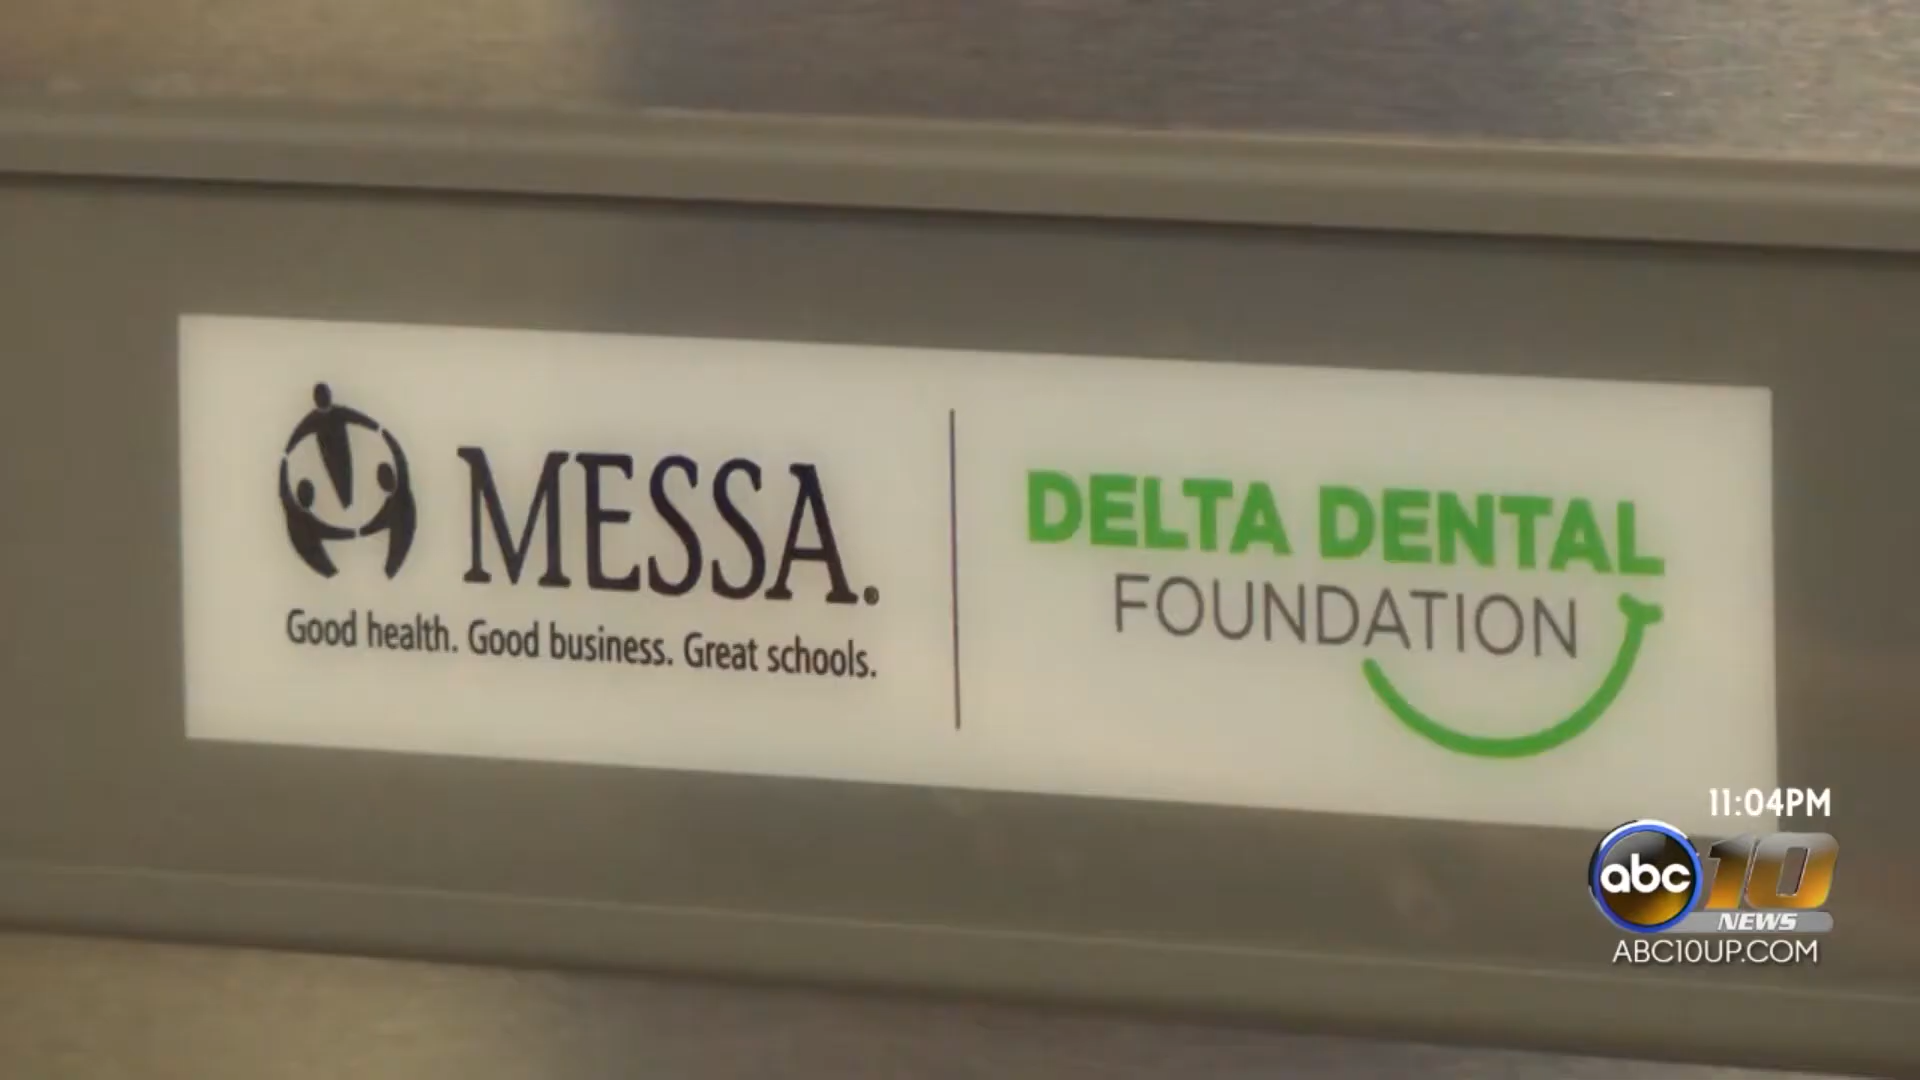 MESSA.
Good health. Good business. Great schools.
DELTA DENTAL
FOUNDATION
11:04PM
abc 10
NEWS
ABC10UP.COM